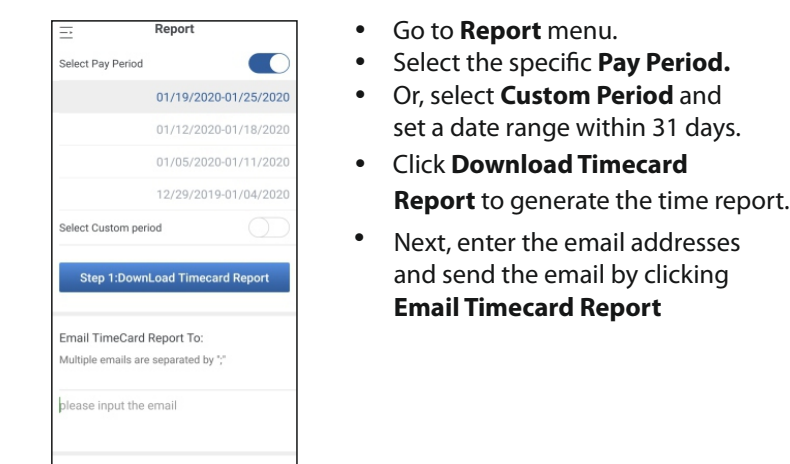 Report
Select Pay Period
01/19/2020-01/25/2020
01/12/2020-01/18/2020
01/05/2020-01/11/2020
12/29/2019-01/04/2020
Select Custom period
Step 1:DownLoad Timecard Report
Email TimeCard Report To:
Multiple emails are separated by ";"
please input the email
• Go to Report menu.
• Select the specific Pay Period.
• Or, select Custom Period and
set a date range within 31 days.
• Click Download Timecard
Report to generate the time report.
• Next, enter the email addresses
and send the email by clicking
Email Timecard Report